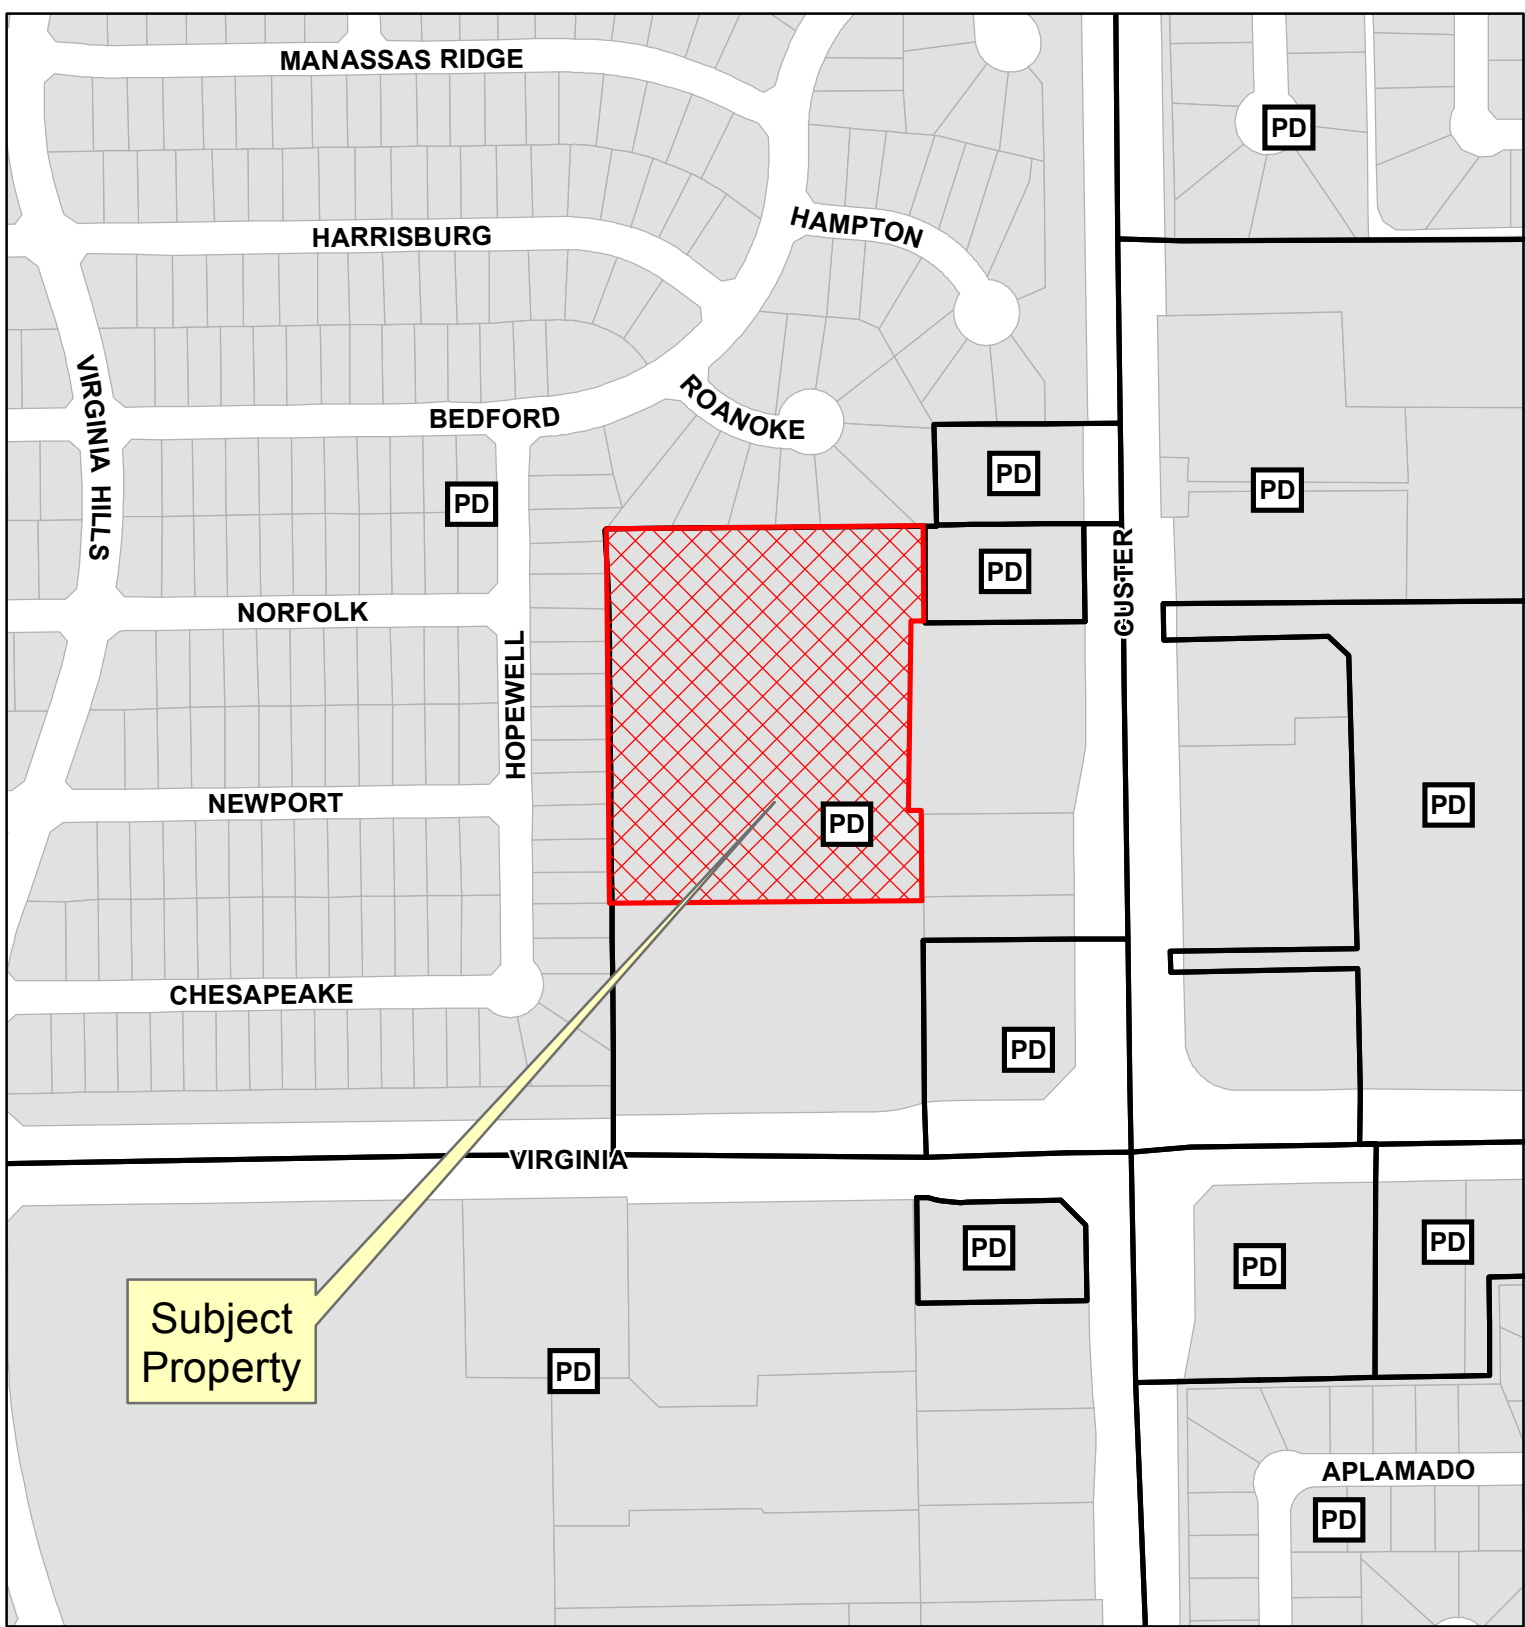 MANASSAS RIDGE
PD
HAMPTON
HARRISBURG
VIRGINIA HILLS
ROANOKE
BEDFORD
PD
PD
PD
PD
CUSTER
NORFOLK
HOPEWELL
NEWPORT
PD
PD
CHESAPEAKE
PD
VIRGINIA
PD
PD
PD
Subject
Property
PD
APLAMADO
PD